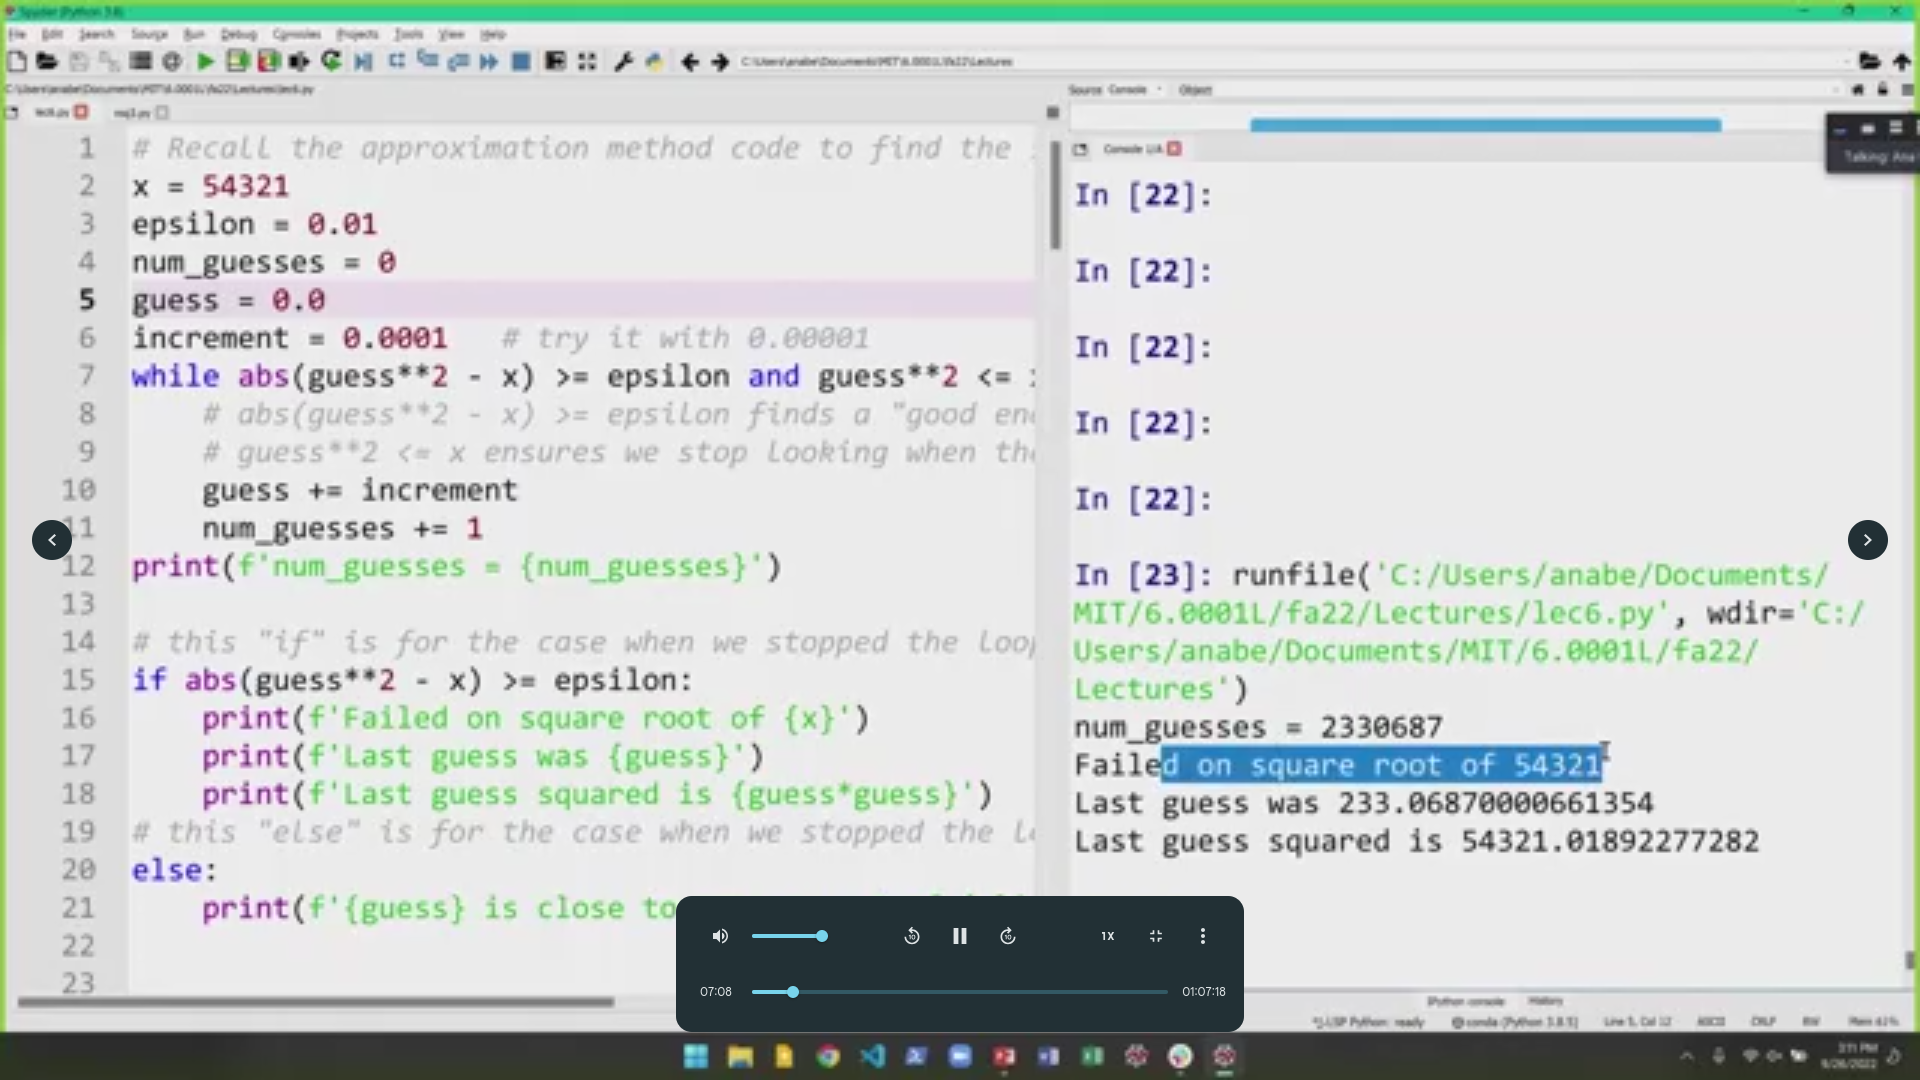 Spyder (Python 3.8)
File Edit Search Source Run Debug Consoles Projects Tools View Help
C:\Users\anabe\Documents\MIT\6.0001L\fa22\Lectures
C:\Users\anabe\Documents\MIT\6.0001L\fa22\Lectures\lec6.py
lec6.py
1 # Recall the approximation method code to find the
2 x = 54321
3 epsilon = 0.01
4 num_guesses = 0
5 guess = 0.0
6 increment = 0.0001 # try it with 0.00001
7 while abs(guess**2 - x) >= epsilon and guess**2 <=
8 # abs(guess**2 - x) >= epsilon finds a "good en
9 # guess**2 <= x ensures we stop looking when th
10 guess += increment
11 num_guesses += 1
12 print(f'num_guesses = {num_guesses}')
13
14 # this "if" is for the case when we stopped the loo
15 if abs(guess**2 - x) >= epsilon:
16 print(f'Failed on square root of {x}')
17 print(f'Last guess was {guess}')
18 print(f'Last guess squared is {guess*guess}')
19 # this "else" is for the case when we stopped the l
20 else:
21 print(f'{guess} is close to
22
23
Source Console Object
Console 1/A
Talking: Ana
In [22]:
In [22]:
In [22]:
In [22]:
In [22]:
In [23]: runfile('C:/Users/anabe/Documents/
MIT/6.0001L/fa22/Lectures/lec6.py', wdir='C:/
Users/anabe/Documents/MIT/6.0001L/fa22/
Lectures')
num_guesses = 2330687
Failed on square root of 54321
Last guess was 233.06870000661354
Last guess squared is 54321.01892277282
10 10 1X
07:08 01:07:18
IPython console History
LSP Python: ready conda (Python 3.8.5) Line 5, Col 12 ASCII CRLF RW Mem 61%
3:11 PM
9/26/2022